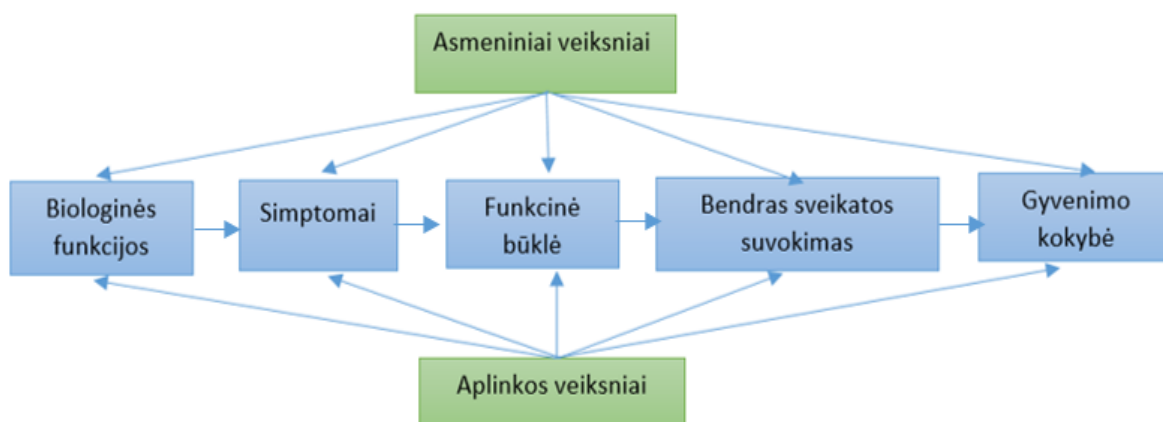 Asmeniniai veiksniai
Biologinės
funkcijos
Simptomai
Funkcinė
būklė
Bendras sveikatos
suvokimas
Gyvenimo
kokybė
Aplinkos veiksniai